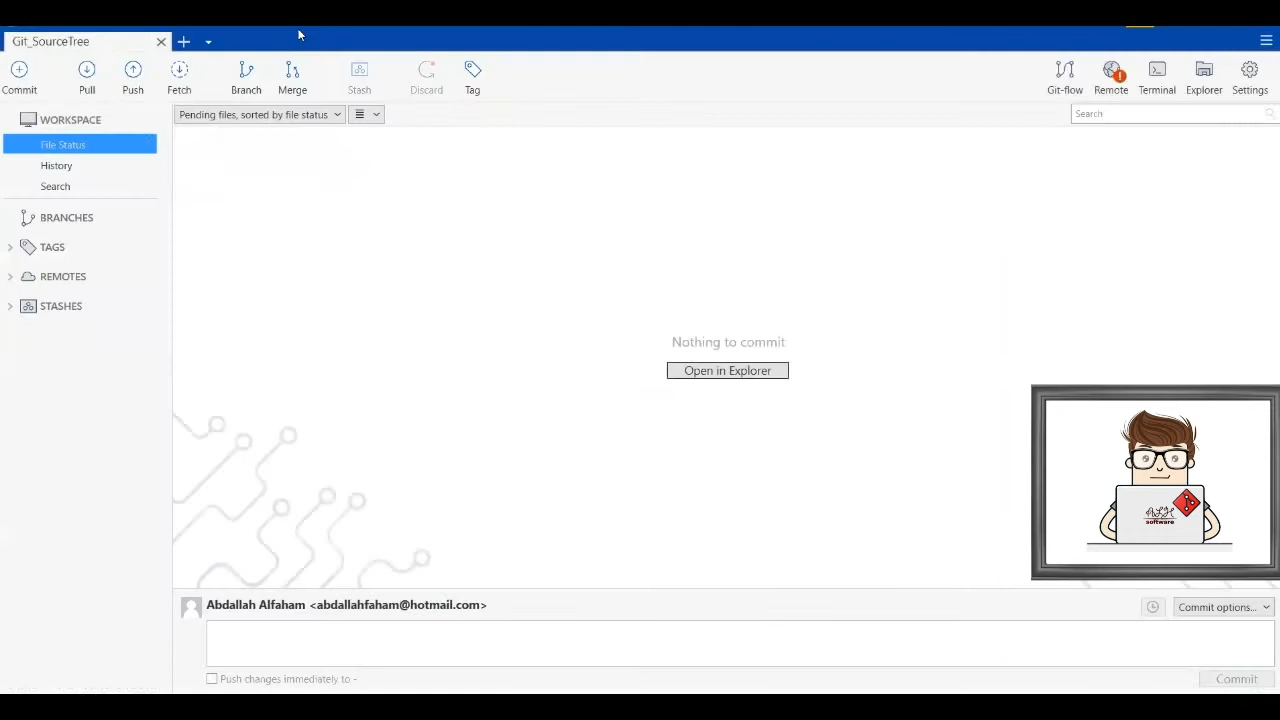 Git_SourceTree
Commit
Pull
Push
Fetch
Branch
Merge
Stash
Discard
Tag
Git-flow
Remote
Terminal
Explorer
Settings
WORKSPACE
Pending files, sorted by file status
Search
File Status
History
Search
BRANCHES
TAGS
REMOTES
STASHES
Nothing to commit
Open in Explorer
software
Abdallah Alfaham <abdallahfaham@hotmail.com>
Commit options...
Push changes immediately to -
Commit